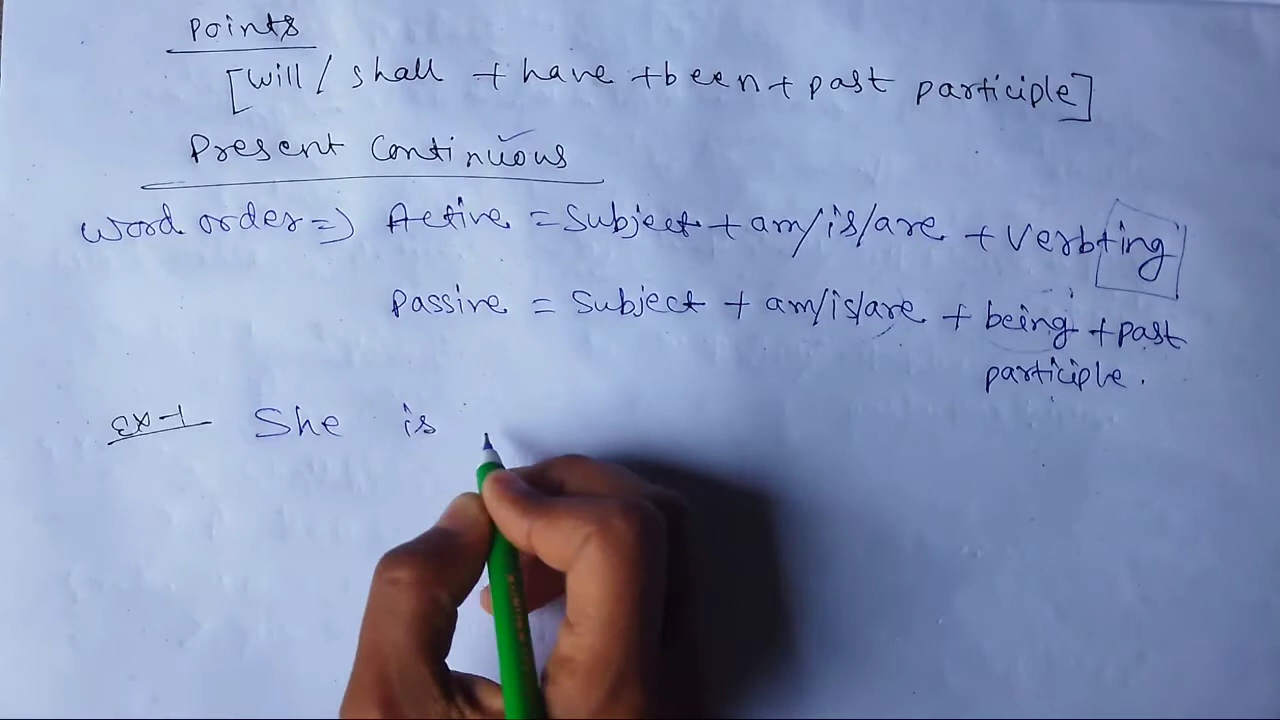 Points
[Will / shall + have + been + past participle]
Present Continuous
Word order => Active = Subject + am/is/are + Verb+ing
Passive = Subject + am/is/are + being + past
participle.
Ex-1 She is